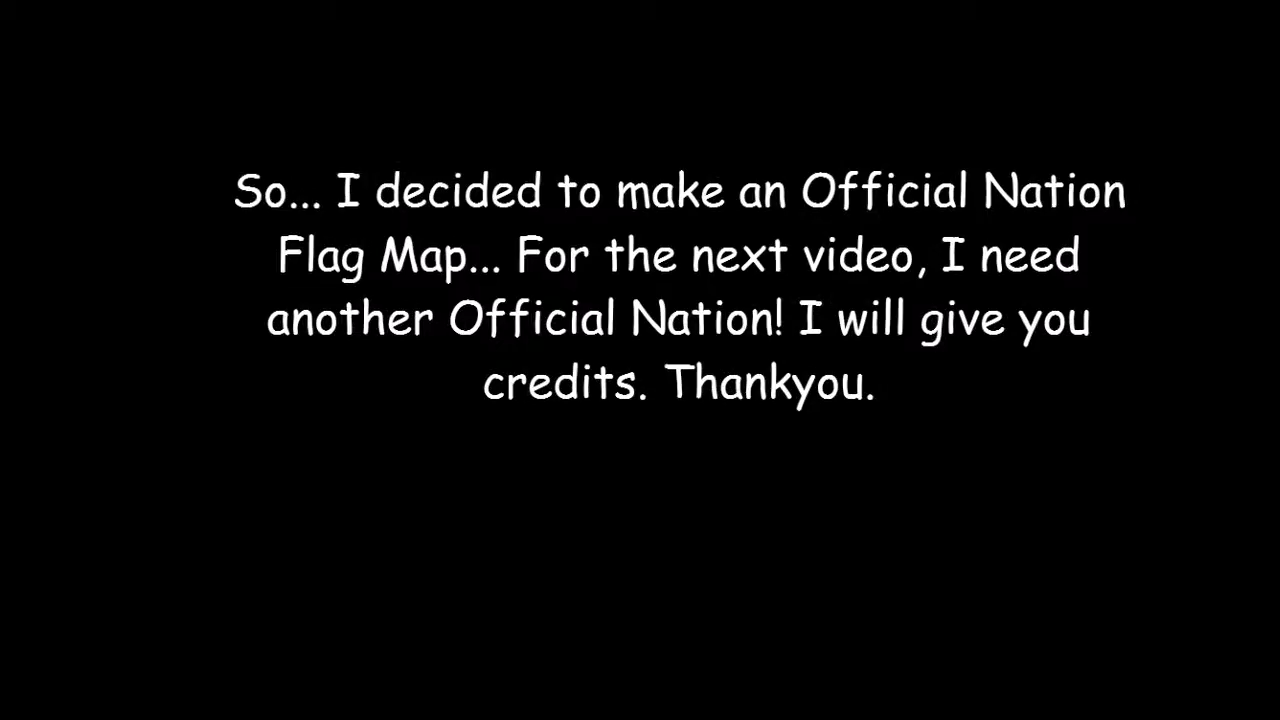 So... I decided to make an Official Nation
Flag Map... For the next video, I need
another Official Nation! I will give you
credits. Thankyou.